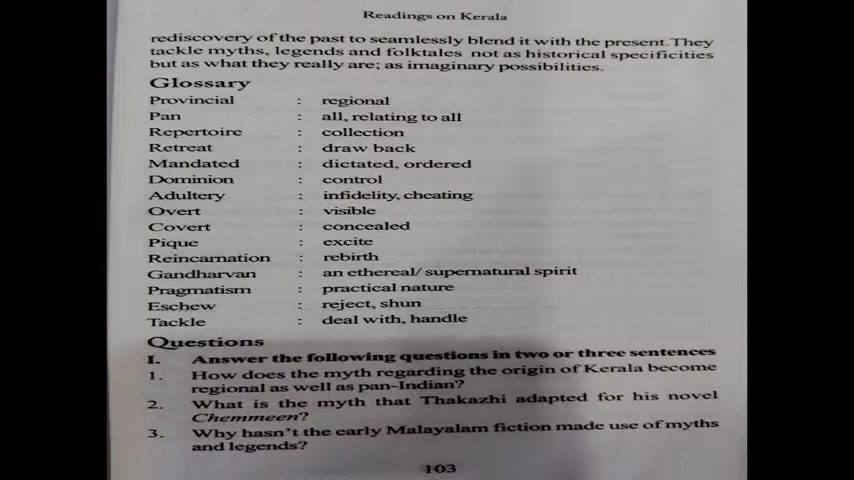 Readings on Kerala
rediscovery of the past to seamlessly blend it with the present. They
tackle myths, legends and folktales not as historical specificities
but as what they really are; as imaginary possibilities.
Glossary
Provincial : regional
Pan : all, relating to all
Repertoire : collection
Retreat : draw back
Mandated : dictated, ordered
Dominion : control
Adultery : infidelity, cheating
Overt : visible
Covert : concealed
Pique : excite
Reincarnation : rebirth
Gandharvan : an ethereal/ supernatural spirit
Pragmatism : practical nature
Eschew : reject, shun
Tackle : deal with, handle
Questions
I. Answer the following questions in two or three sentences
1. How does the myth regarding the origin of Kerala become
regional as well as pan-Indian?
2. What is the myth that Thakazhi adapted for his novel
Chemmeen?
3. Why hasn't the early Malayalam fiction made use of myths
and legends?
103